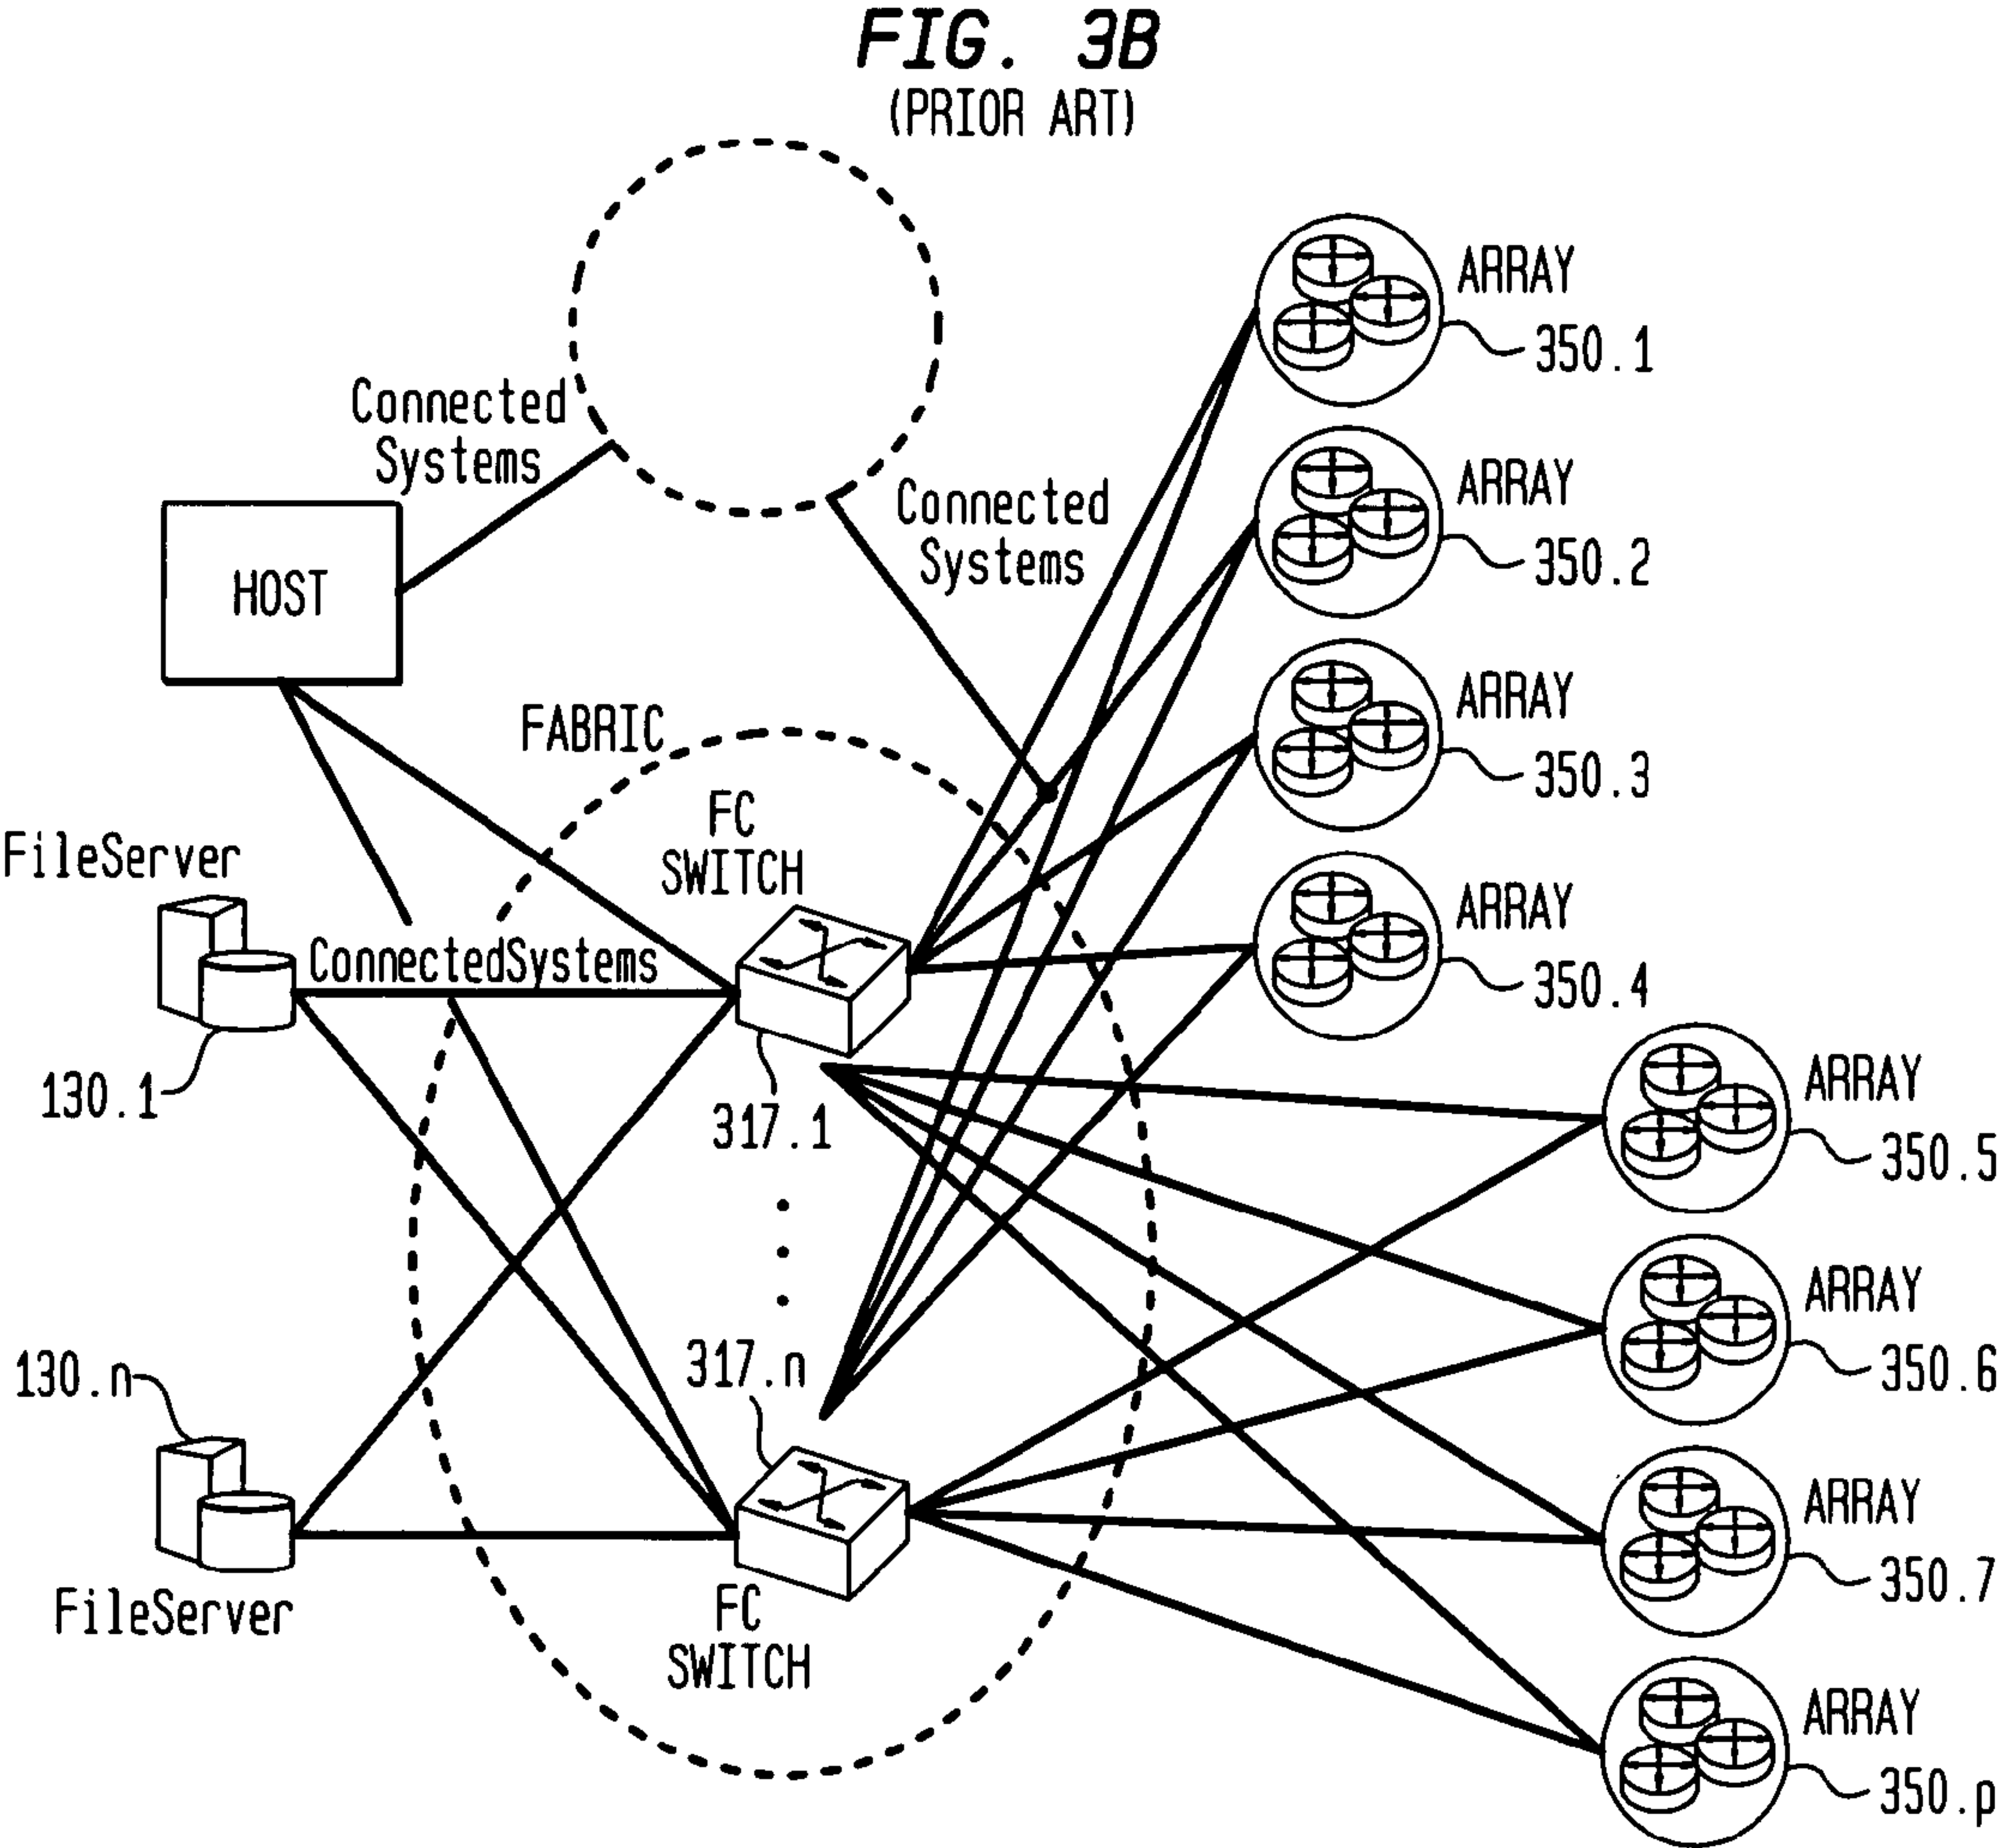 FIG. 3B
(PRIOR ART)
ARRAY
350.1
Connected
Systems
ARRAY
350.2
Connected
Systems
HOST
ARRAY
350.3
FABRIC
FC
SWITCH
FileServer
ARRAY
350.4
ConnectedSystems
130.1
317.1
ARRAY
350.5
ARRAY
350.6
317.n
130.n
ARRAY
350.7
FileServer
FC
SWITCH
ARRAY
350.p